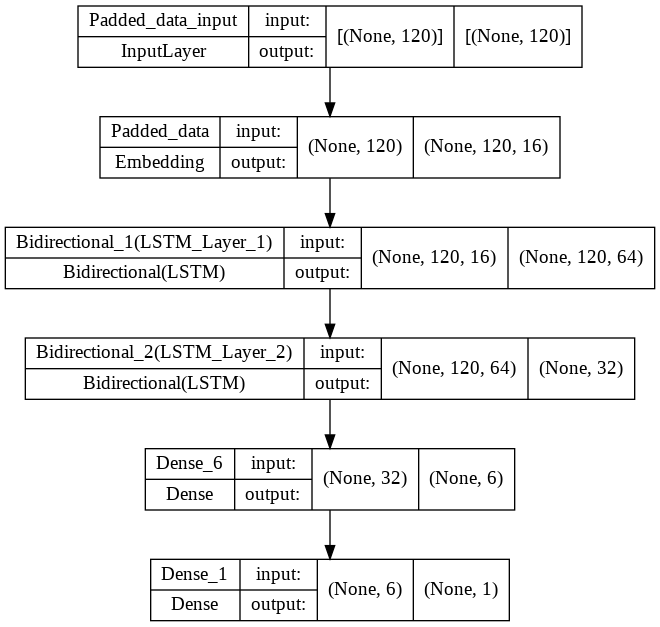 Padded_data_input input: [(None, 120)] [(None, 120)]
InputLayer output:
Padded_data input: (None, 120) (None, 120, 16)
Embedding output:
Bidirectional_1(LSTM_Layer_1) input: (None, 120, 16) (None, 120, 64)
Bidirectional(LSTM) output:
Bidirectional_2(LSTM_Layer_2) input: (None, 120, 64) (None, 32)
Bidirectional(LSTM) output:
Dense_6 input: (None, 32) (None, 6)
Dense output:
Dense_1 input: (None, 6) (None, 1)
Dense output: